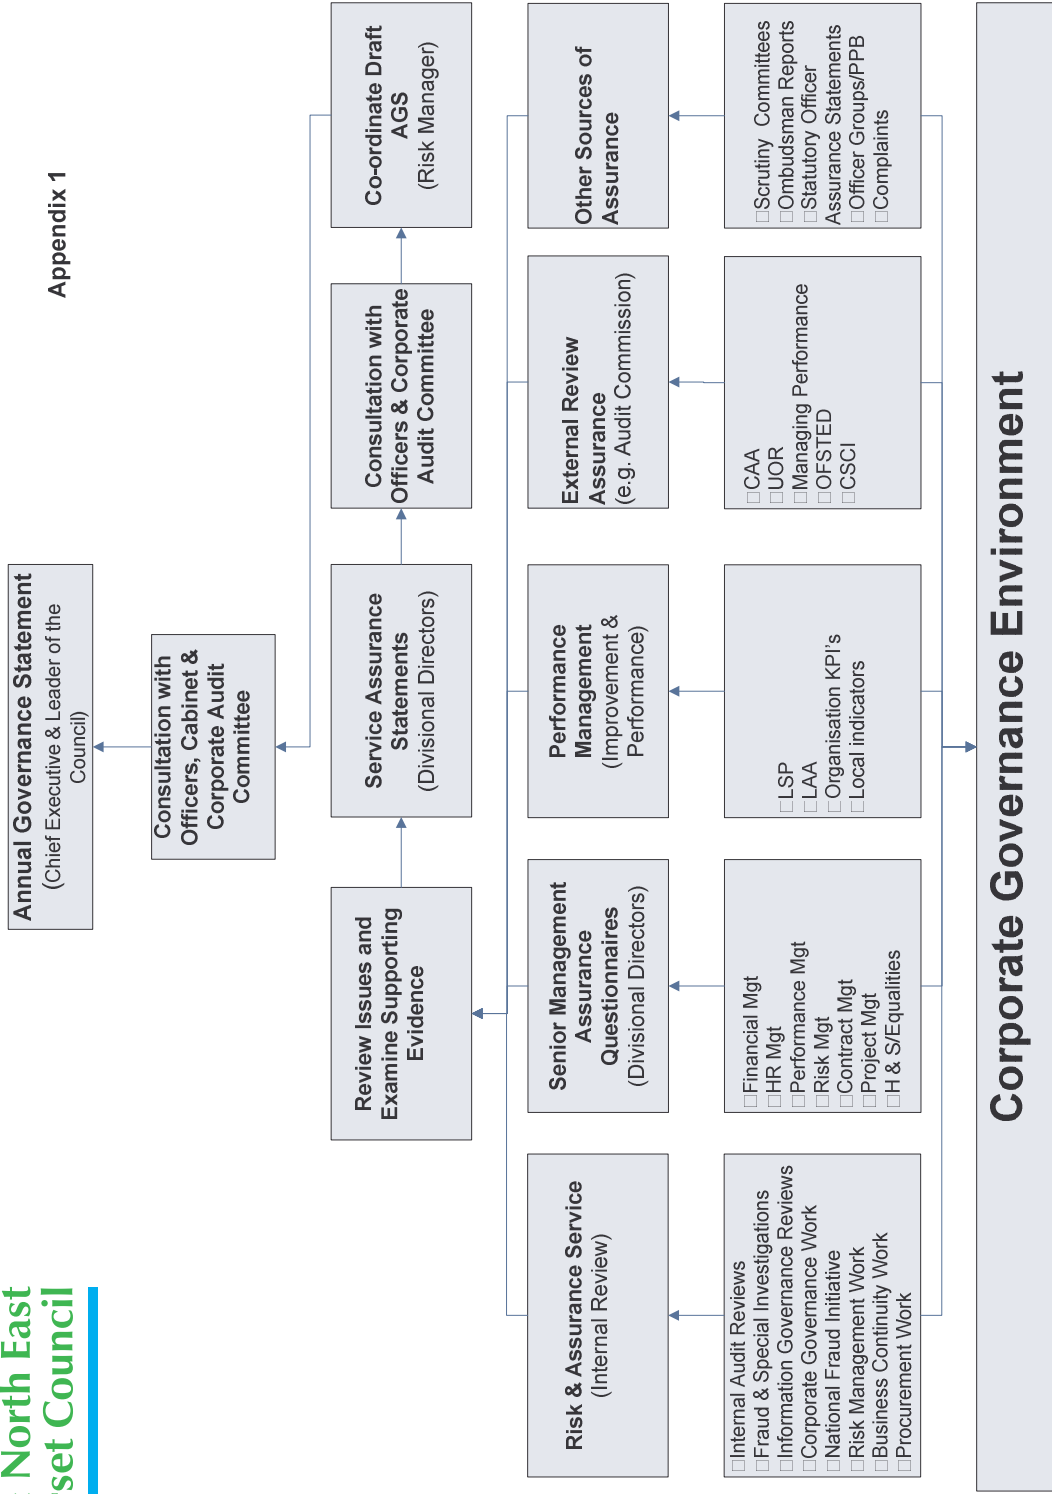 North East
set Council
Appendix 1
Annual Governance Statement
(Chief Executive & Leader of the
Council)
Consultation with
Officers, Cabinet &
Corporate Audit
Committee
Review Issues and
Examine Supporting
Evidence
Service Assurance
Statements
(Divisional Directors)
Consultation with
Officers & Corporate
Audit Committee
Co-ordinate Draft
AGS
(Risk Manager)
Risk & Assurance Service
(Internal Review)
Senior Management
Assurance
Questionnaires
(Divisional Directors)
Performance
Management
(Improvement &
Performance)
External Review
Assurance
(e.g. Audit Commission)
Other Sources of
Assurance
□Internal Audit Reviews
□Fraud & Special Investigations
□Information Governance Reviews
□Corporate Governance Work
□National Fraud Initiative
□Risk Management Work
□Business Continuity Work
□Procurement Work
□Financial Mgt
□HR Mgt
□Performance Mgt
□Risk Mgt
□Contract Mgt
□Project Mgt
□H & S/Equalities
□LSP
□LAA
□Organisation KPI's
□Local indicators
□CAA
□UOR
□Managing Performance
□OFSTED
□CSCI
□Scrutiny Committees
□Ombudsman Reports
□Statutory Officer
Assurance Statements
□Officer Groups/PPB
□Complaints
Corporate Governance Environment